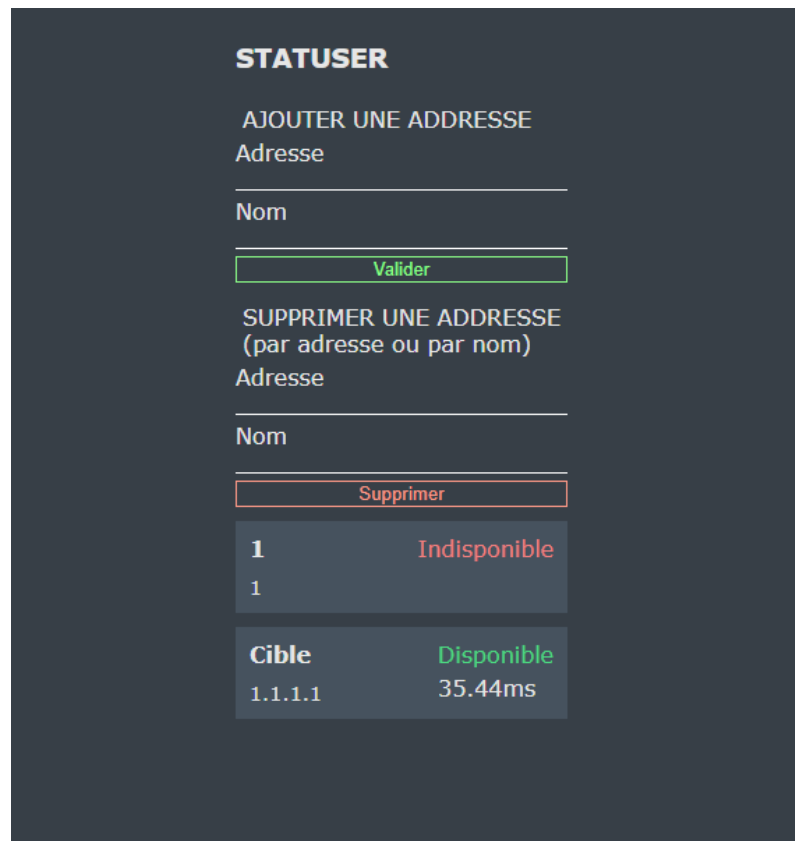 STATUSER
AJOUTER UNE ADDRESSE
Adresse
Nom
Valider
SUPPRIMER UNE ADDRESSE
(par adresse ou par nom)
Adresse
Nom
Supprimer
1 Indisponible
1
Cible Disponible
1.1.1.1 35.44ms